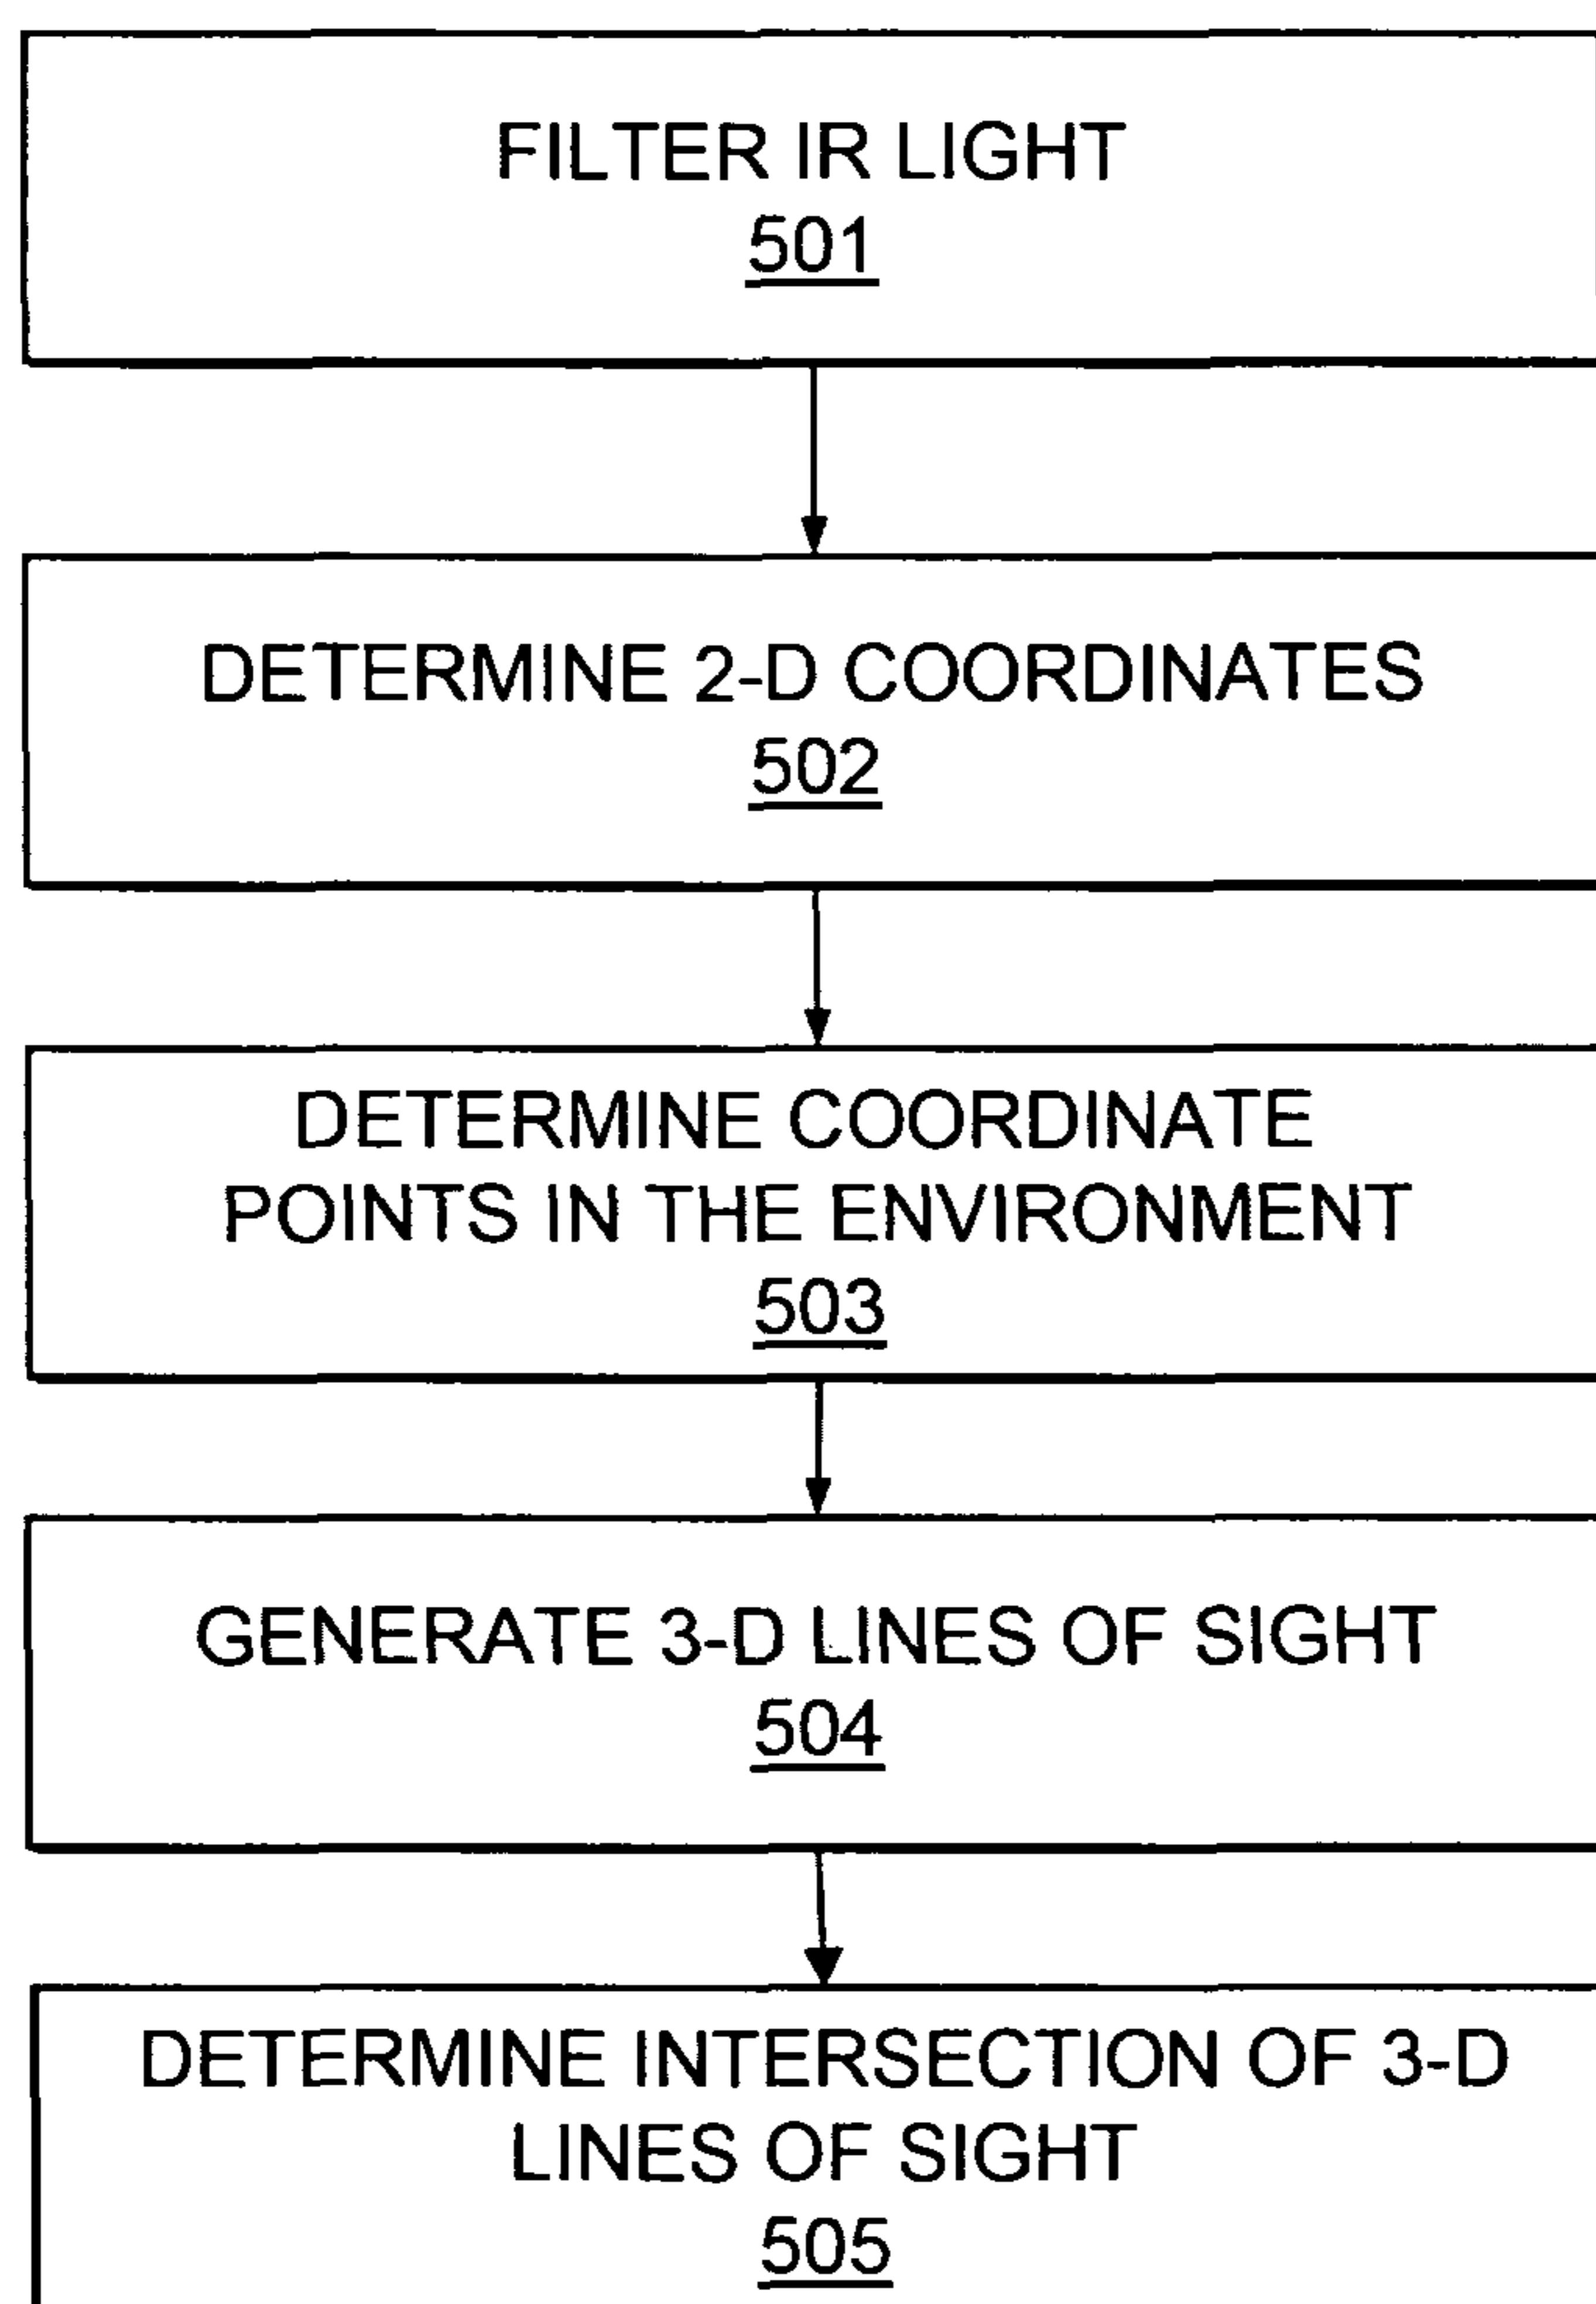 FILTER IR LIGHT
501
DETERMINE 2-D COORDINATES
502
DETERMINE COORDINATE
POINTS IN THE ENVIRONMENT
503
GENERATE 3-D LINES OF SIGHT
504
DETERMINE INTERSECTION OF 3-D
LINES OF SIGHT
505